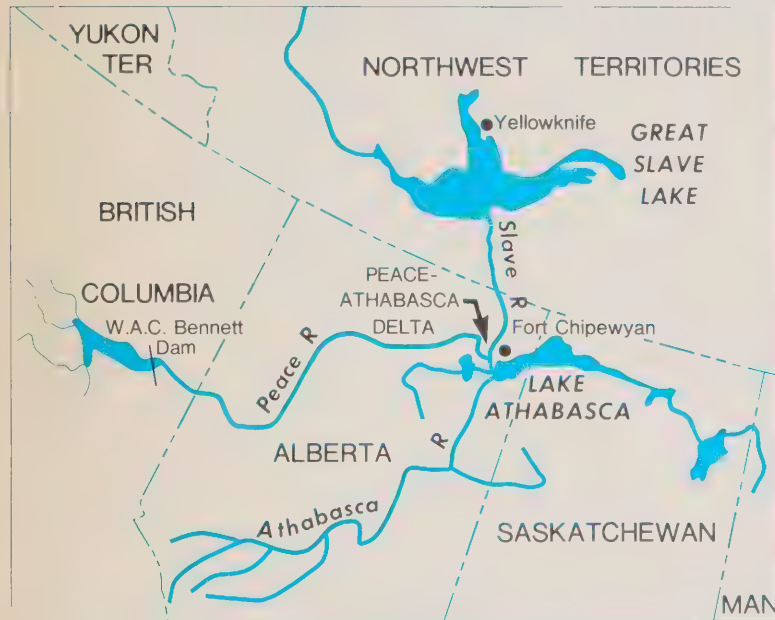 YUKON
TER
NORTHWEST TERRITORIES
Yellowknife
GREAT
SLAVE
LAKE
BRITISH
COLUMBIA
W.A.C. Bennett
Dam
Slave R
PEACE-
ATHABASCA
DELTA
Fort Chipewyan
Peace R
LAKE
ATHABASCA
ALBERTA
Athabasca R
SASKATCHEWAN
MAN